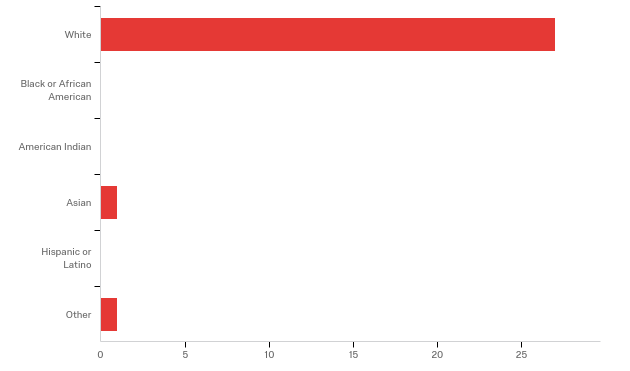 White
Black or African
American
American Indian
Asian
Hispanic or
Latino
Other
0 5 10 15 20 25